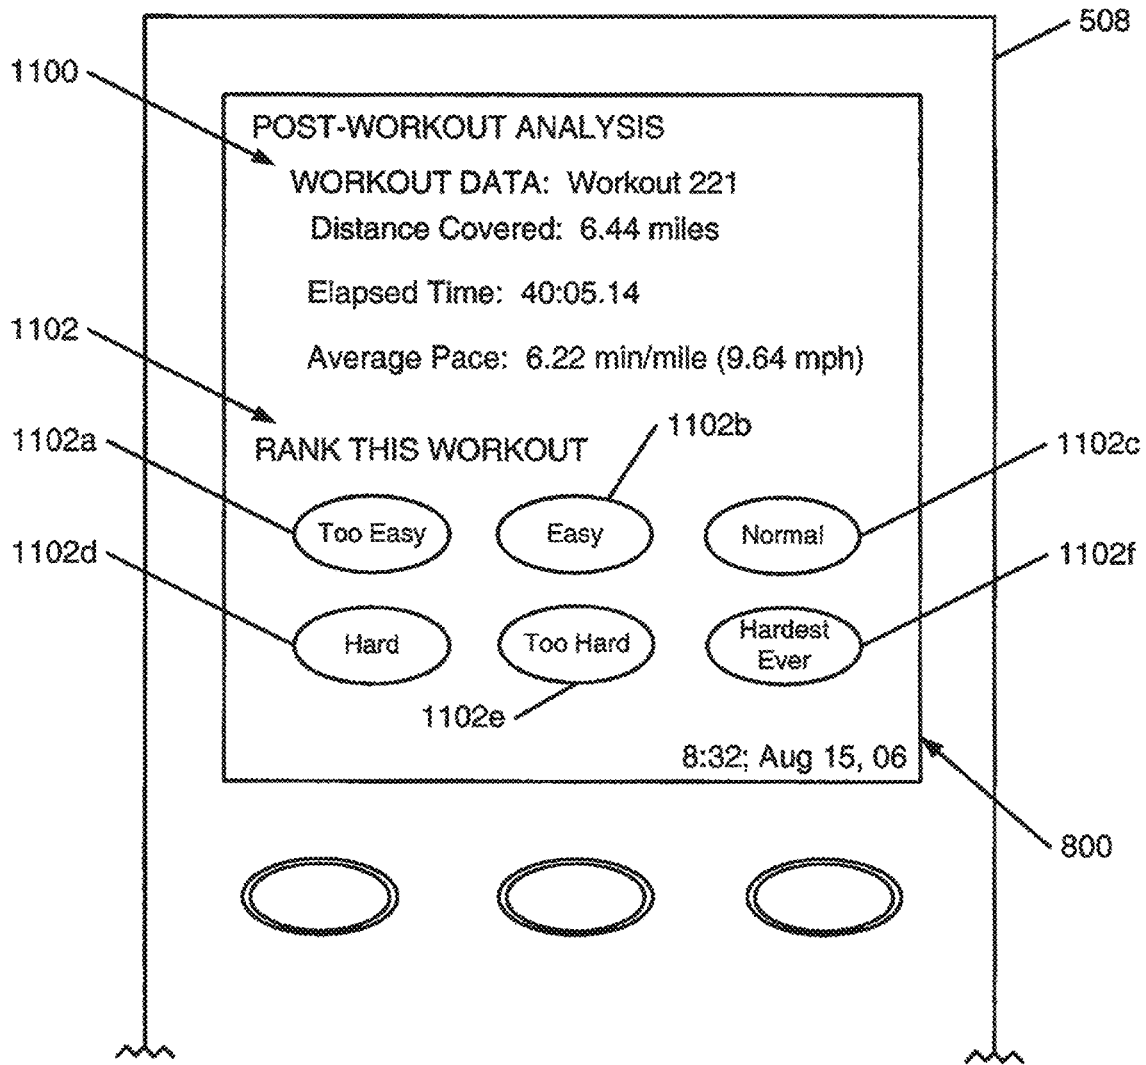 508
1100
POST-WORKOUT ANALYSIS
WORKOUT DATA: Workout 221
Distance Covered: 6.44 miles
Elapsed Time: 40:05.14
1102
Average Pace: 6.22 min/mile (9.64 mph)
1102b
1102a
RANK THIS WORKOUT
1102c
Too Easy
Easy
Normal
1102d
1102f
Hard
Too Hard
Hardest
Ever
1102e
8:32; Aug 15, 06
800